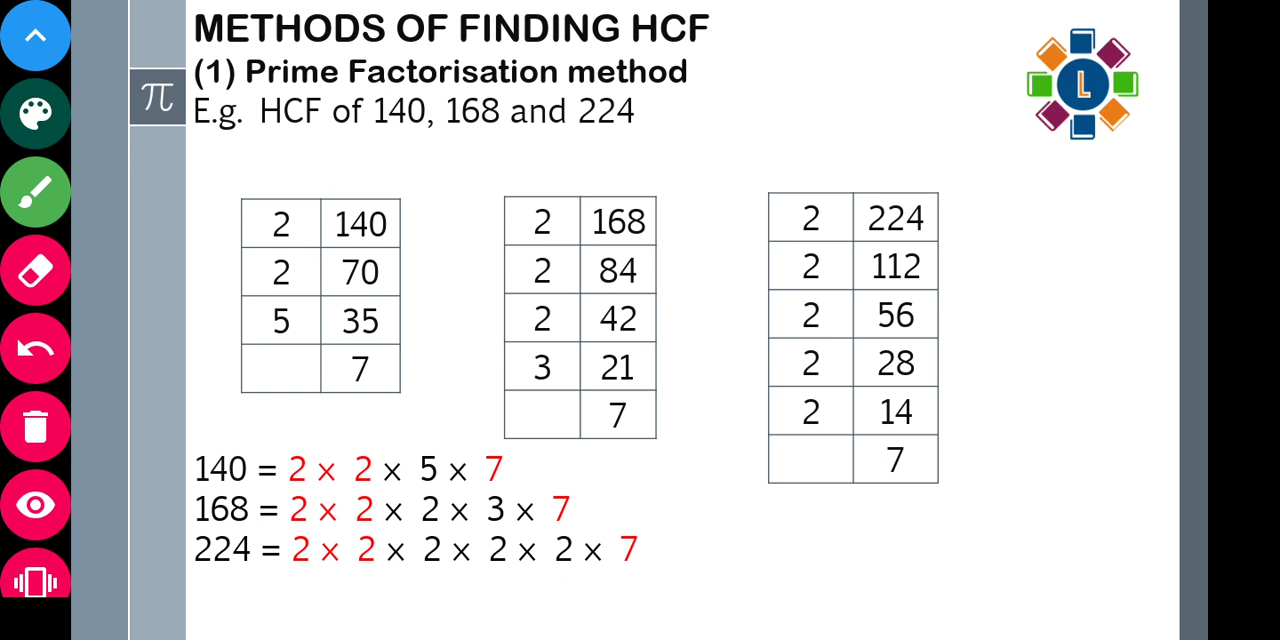 METHODS OF FINDING HCF
(1) Prime Factorisation method
π
E.g. HCF of 140, 168 and 224
L
2 140
2 70
5 35
7
2 168
2 84
2 42
3 21
7
2 224
2 112
2 56
2 28
2 14
7
140 = 2 × 2 × 5 × 7
168 = 2 × 2 × 2 × 3 × 7
224 = 2 × 2 × 2 × 2 × 2 × 7